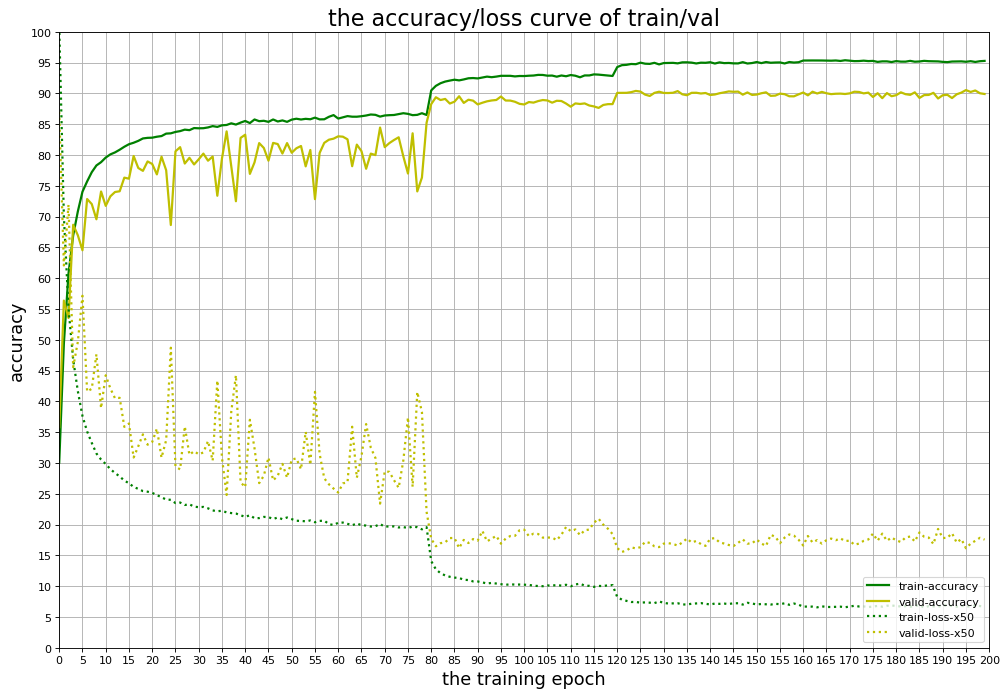 the accuracy/loss curve of train/val
accuracy
100
95
90
85
80
75
70
65
60
55
50
45
40
35
30
25
20
15
10
5
0
0 5 10 15 20 25 30 35 40 45 50 55 60 65 70 75 80 85 90 95 100 105 110 115 120 125 130 135 140 145 150 155 160 165 170 175 180 185 190 195 200
the training epoch
train-accuracy
valid-accuracy
train-loss-x50
valid-loss-x50